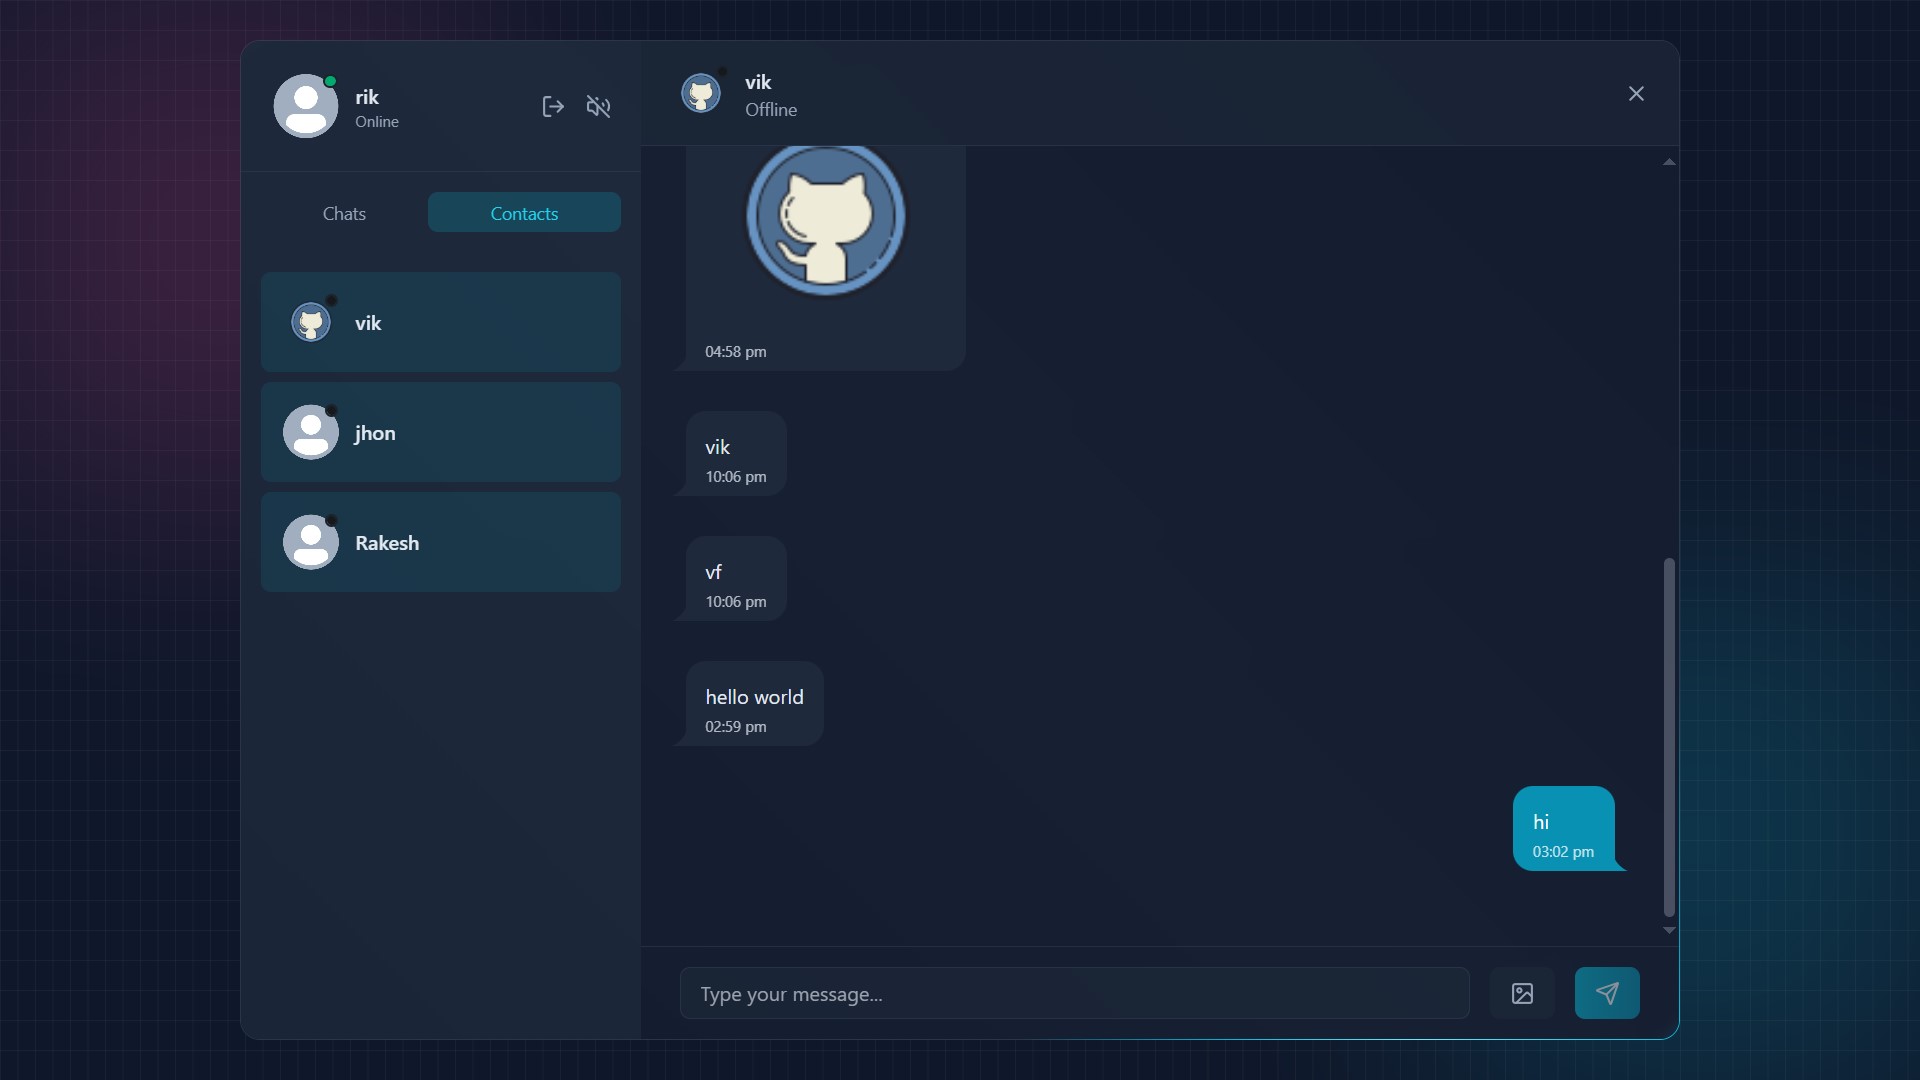 rik
Online
Chats
Contacts
vik
jhon
Rakesh
vik
Offline
04:58 pm
vik
10:06 pm
vf
10:06 pm
hello world
02:59 pm
hi
03:02 pm
Type your message...